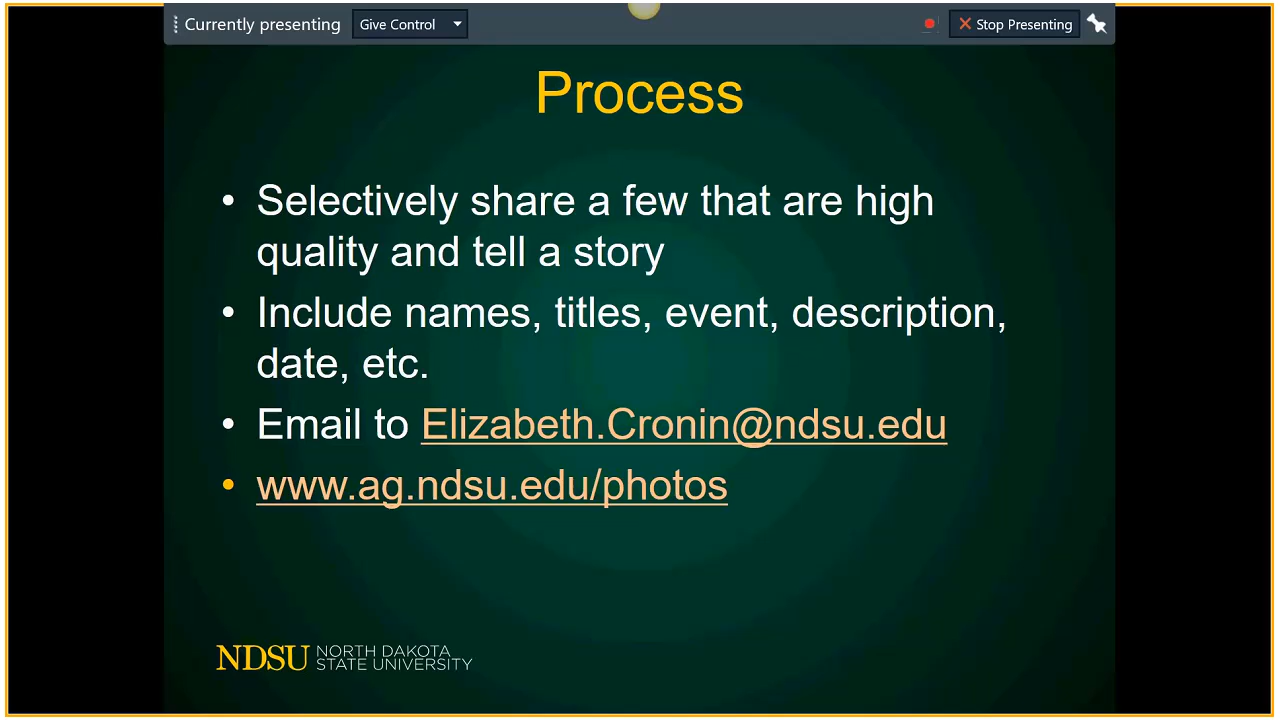 Currently presenting Give Control Stop Presenting
Process
• Selectively share a few that are high
quality and tell a story
• Include names, titles, event, description,
date, etc.
• Email to Elizabeth.Cronin@ndsu.edu
• www.ag.ndsu.edu/photos
NDSU NORTH DAKOTA
STATE UNIVERSITY